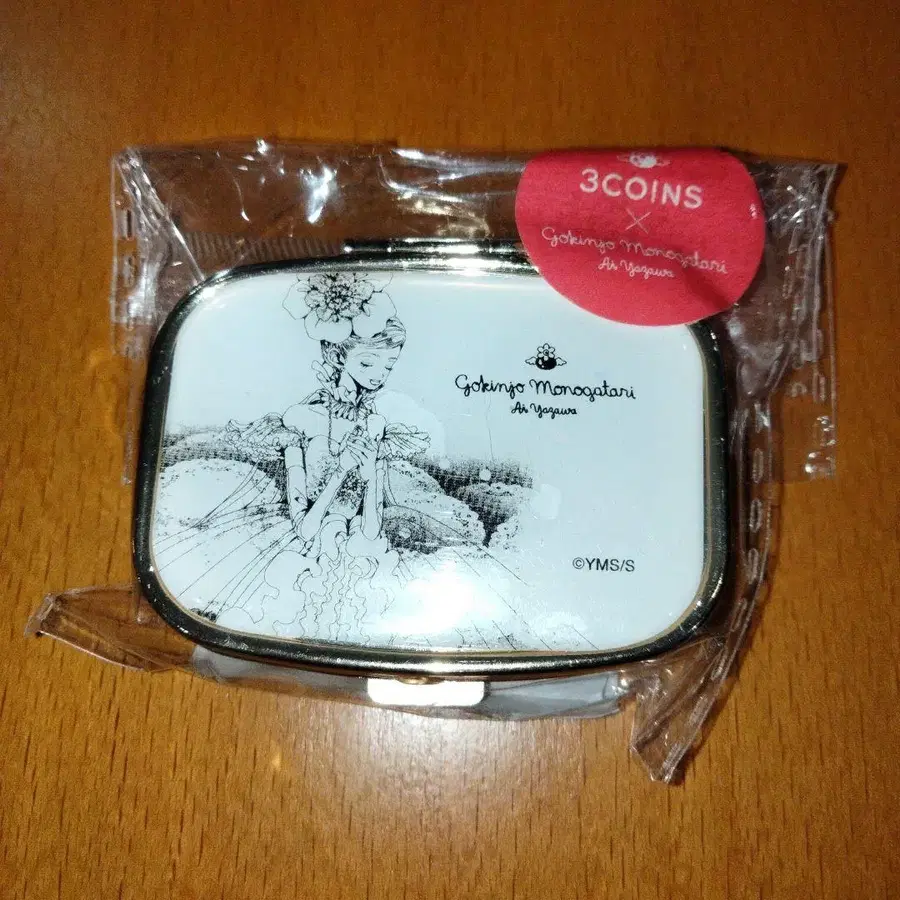 3COINS
×
Gokinjo Monogatari
Ai Yazawa
Gokinjo Monogatari
Ai Yazawa
©YMS/S